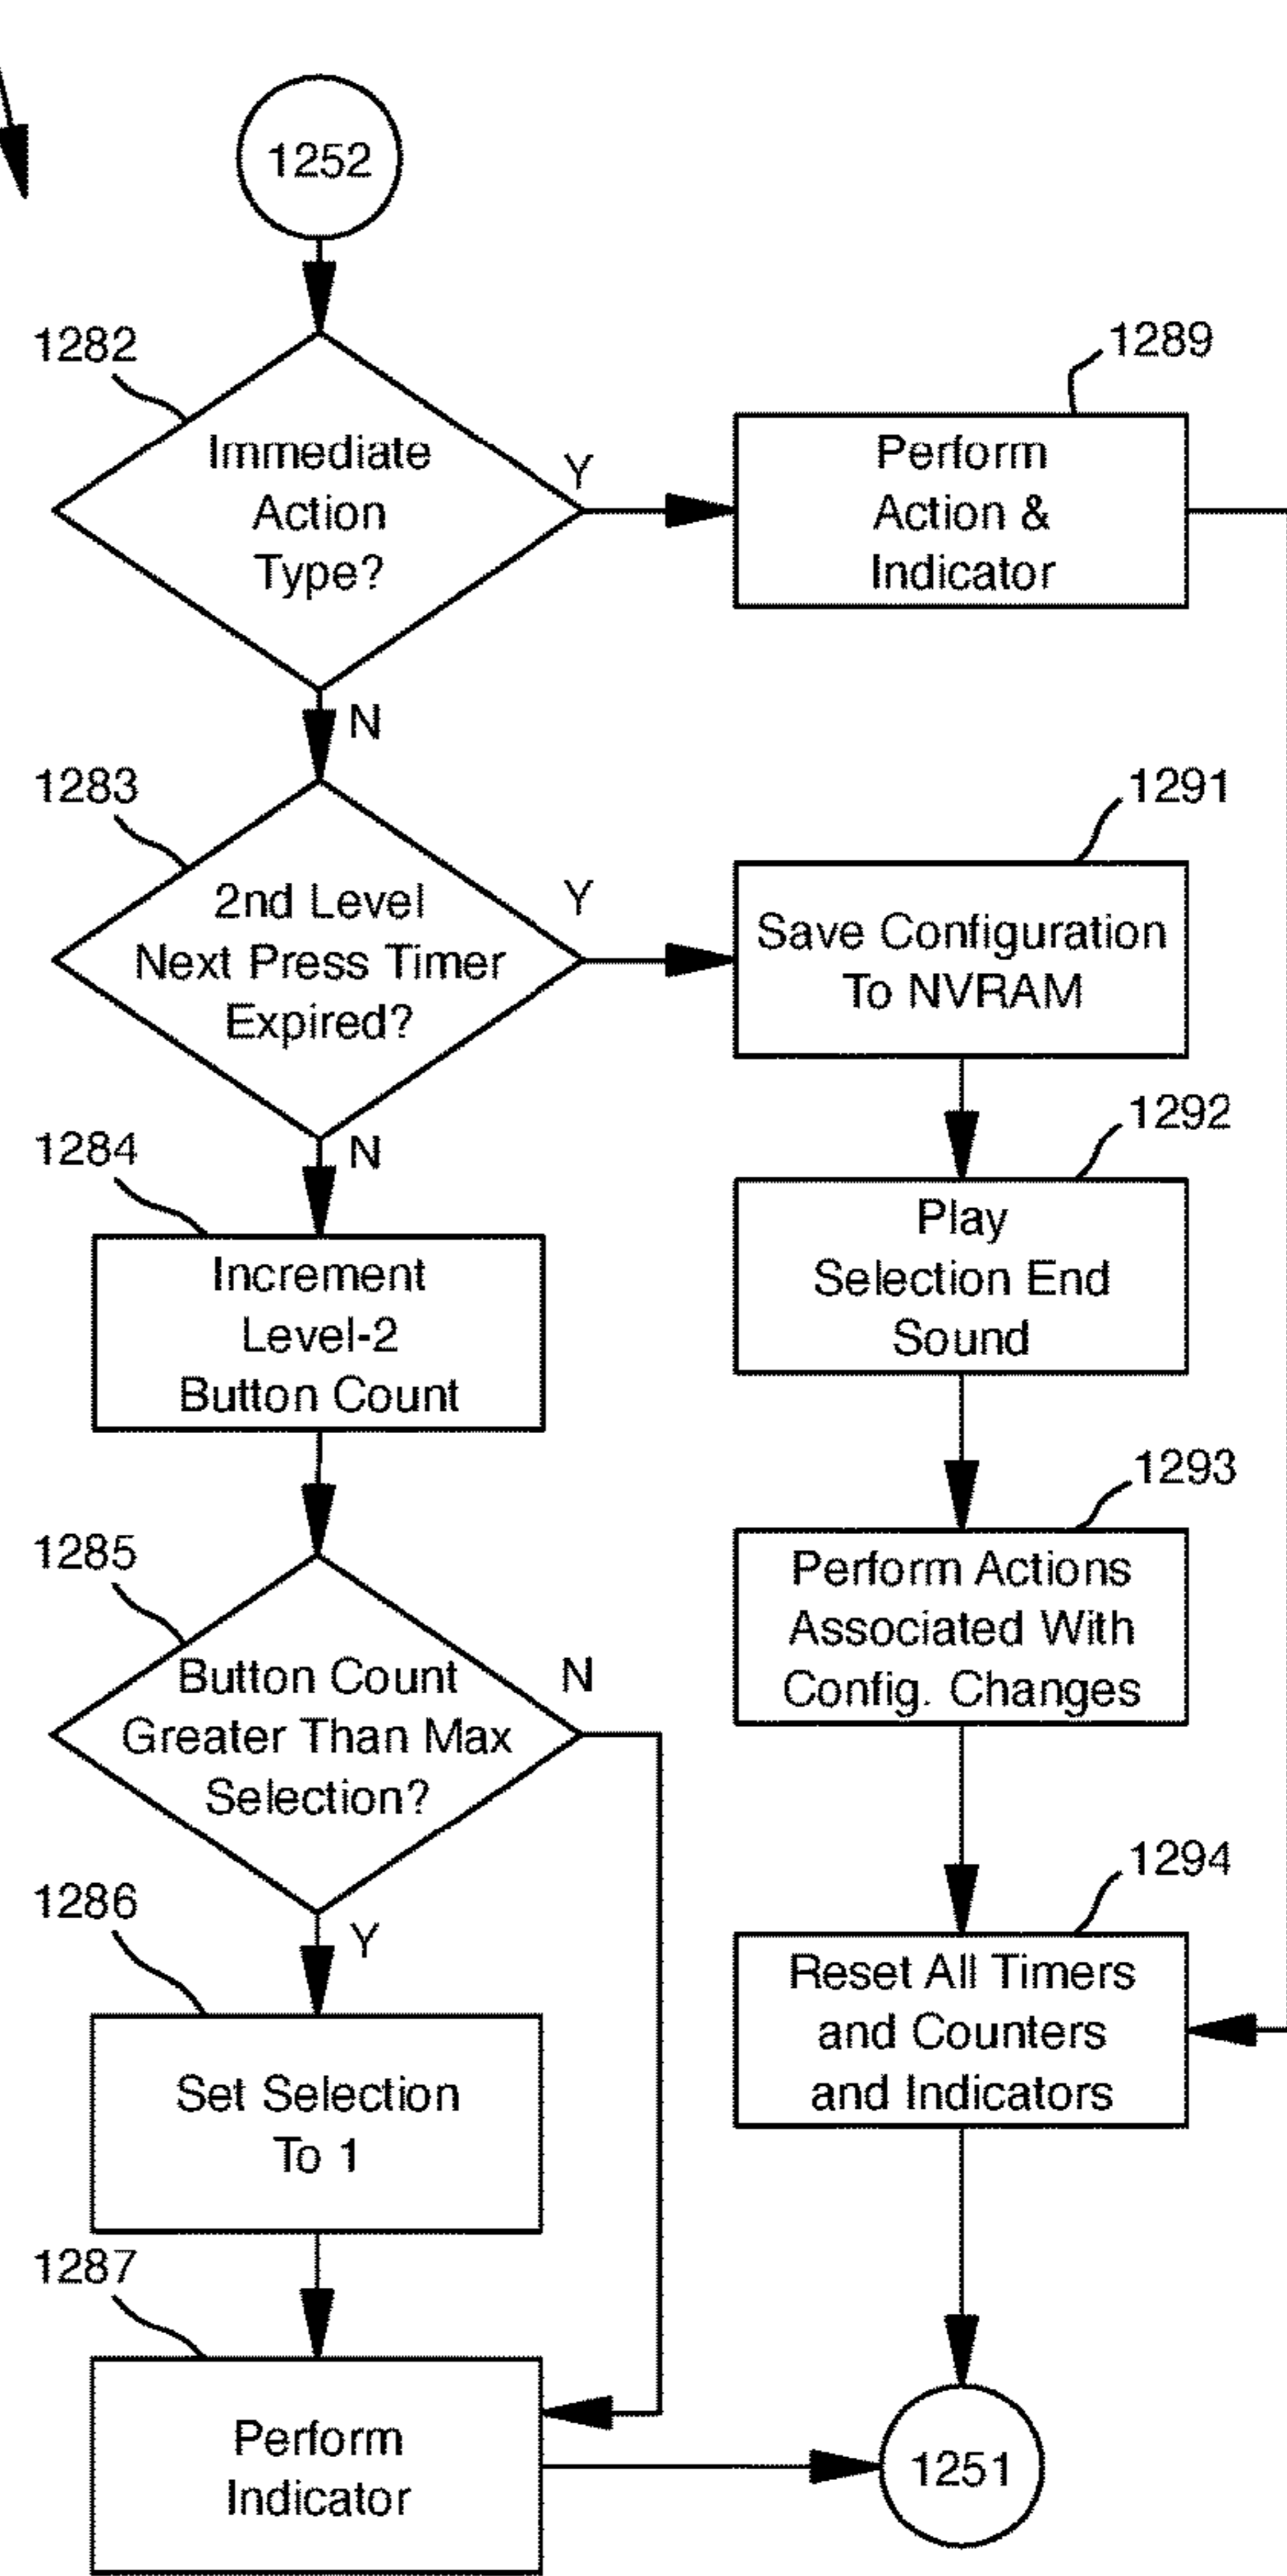 1252
1282
Immediate
Action
Type?
Y
1289
Perform
Action &
Indicator
N
1283
2nd Level
Next Press Timer
Expired?
Y
1291
Save Configuration
To NVRAM
N
1284
Increment
Level-2
Button Count
1292
Play
Selection End
Sound
1293
Perform Actions
Associated With
Config. Changes
1285
Button Count
Greater Than Max
Selection?
N
Y
1286
Set Selection
To 1
1294
Reset All Timers
and Counters
and Indicators
1287
Perform
Indicator
1251